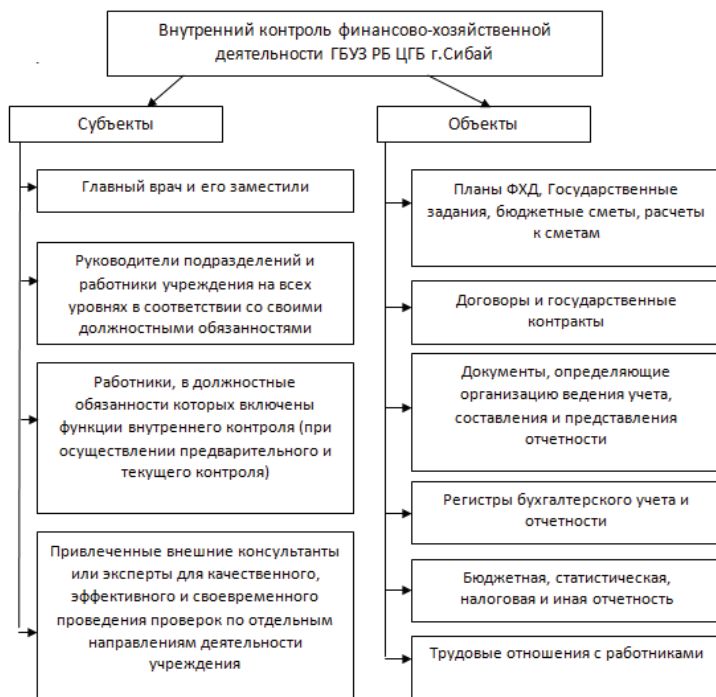 Внутренний контроль финансово-хозяйственной
деятельности ГБУЗ РБ ЦГБ г.Сибай
Субъекты
Главный врач и его заместили
Руководители подразделений и
работники учреждения на всех
уровнях в соответствии со своими
должностными обязанностями
Работники, в должностные
обязанности которых включены
функции внутреннего контроля (при
осуществлении предварительного и
текущего контроля)
Привлеченные внешние консультанты
или эксперты для качественного,
эффективного и своевременного
проведения проверок по отдельным
направлениям деятельности
учреждения
Объекты
Планы ФХД, Государственные
задания, бюджетные сметы, расчеты
к сметам
Договоры и государственные
контракты
Документы, определяющие
организацию ведения учета,
составления и представления
отчетности
Регистры бухгалтерского учета и
отчетности
Бюджетная, статистическая,
налоговая и иная отчетность
Трудовые отношения с работниками